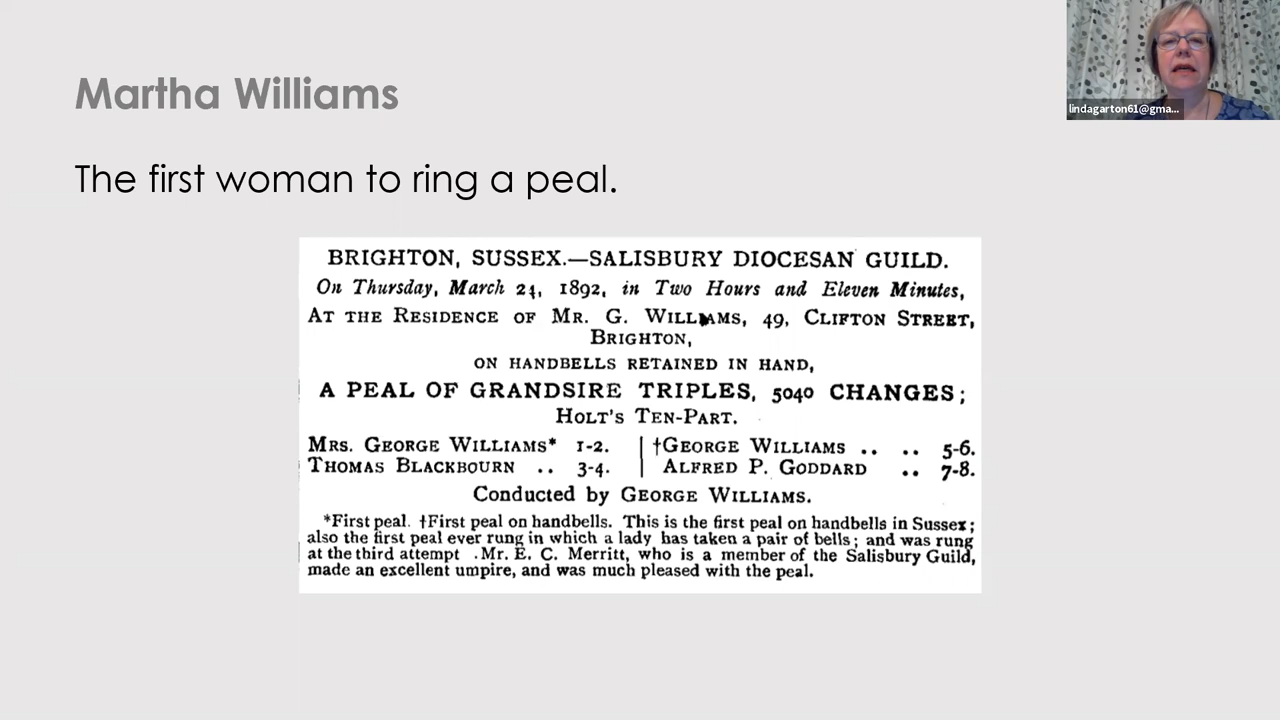 Martha Williams
lindagarton61@gma...
The first woman to ring a peal.
BRIGHTON, SUSSEX.—SALISBURY DIOCESAN GUILD.
On Thursday, March 24, 1892, in Two Hours and Eleven Minutes,
AT THE RESIDENCE OF MR. G. WILLIAMS, 49, CLIFTON STREET,
BRIGHTON,
ON HANDBELLS RETAINED IN HAND,
A PEAL OF GRANDSIRE TRIPLES, 5040 CHANGES;
HOLT'S TEN-PART.
MRS. GEORGE WILLIAMS* 1-2. | †GEORGE WILLIAMS .. .. 5-6.
THOMAS BLACKBOURN .. 3-4. | ALFRED P. GODDARD .. 7-8.
Conducted by GEORGE WILLIAMS.
*First peal. †First peal on handbells. This is the first peal on handbells in Sussex;
also the first peal ever rung in which a lady has taken a pair of bells; and was rung
at the third attempt .Mr. E. C. Merritt, who is a member of the Salisbury Guild,
made an excellent umpire, and was much pleased with the peal.